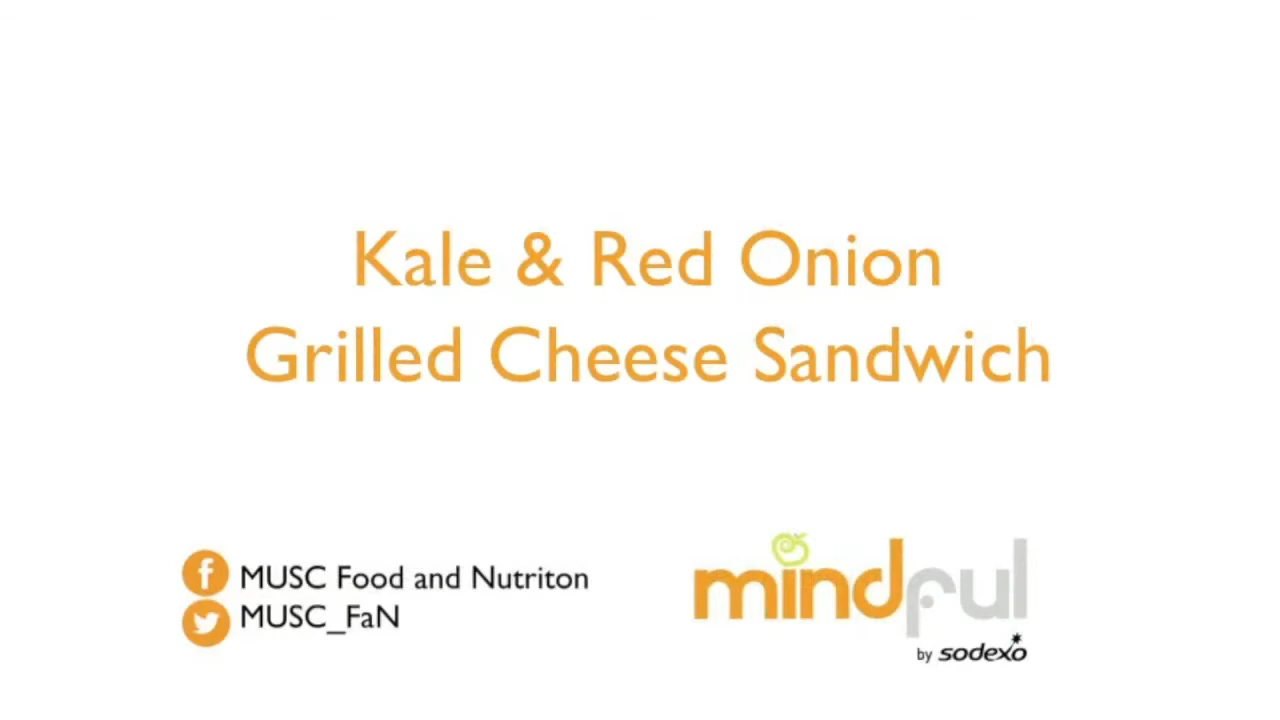 Kale & Red Onion
Grilled Cheese Sandwich
MUSC Food and Nutriton
MUSC_FaN
mindful
by sodexo